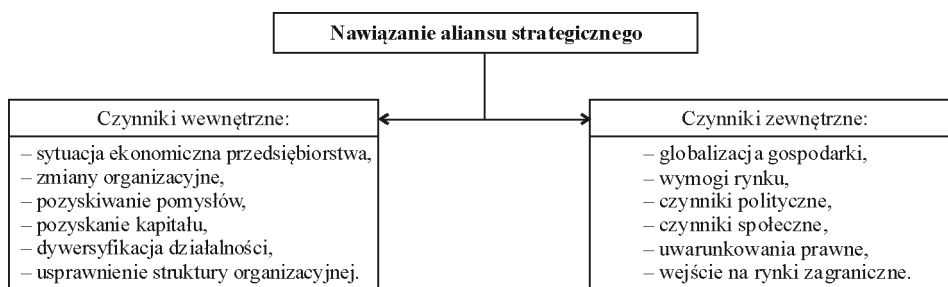 Nawiązanie aliansu strategicznego
Czynniki wewnętrzne:
– sytuacja ekonomiczna przedsiębiorstwa,
– zmiany organizacyjne,
– pozyskiwanie pomysłów,
– pozyskanie kapitału,
– dywersyfikacja działalności,
– usprawnienie struktury organizacyjnej.
Czynniki zewnętrzne:
– globalizacja gospodarki,
– wymogi rynku,
– czynniki polityczne,
– czynniki społeczne,
– uwarunkowania prawne,
– wejście na rynki zagraniczne.